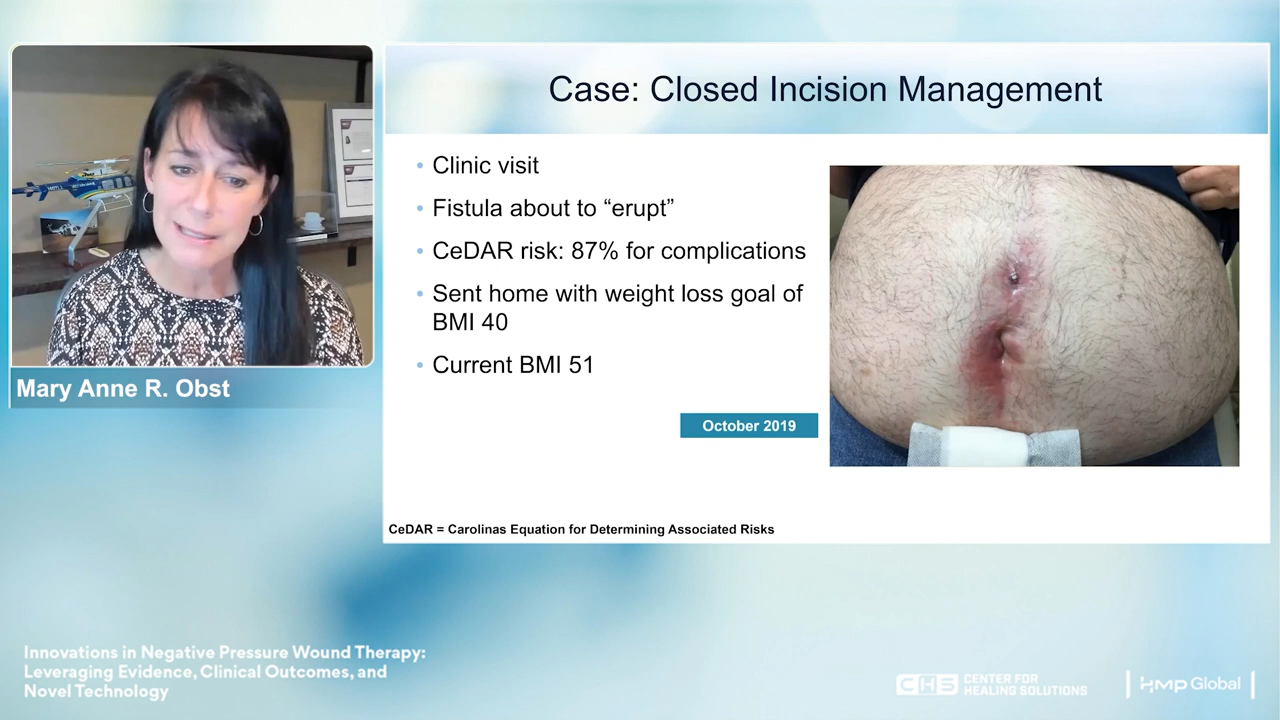 Case: Closed Incision Management
• Clinic visit
• Fistula about to “erupt”
• CeDAR risk: 87% for complications
• Sent home with weight loss goal of
BMI 40
• Current BMI 51
October 2019
CeDAR = Carolinas Equation for Determining Associated Risks
Mary Anne R. Obst
Innovations in Negative Pressure Wound Therapy:
Leveraging Evidence, Clinical Outcomes, and
Novel Technology
CHS CENTER FOR
HEALING SOLUTIONS
HMP Global